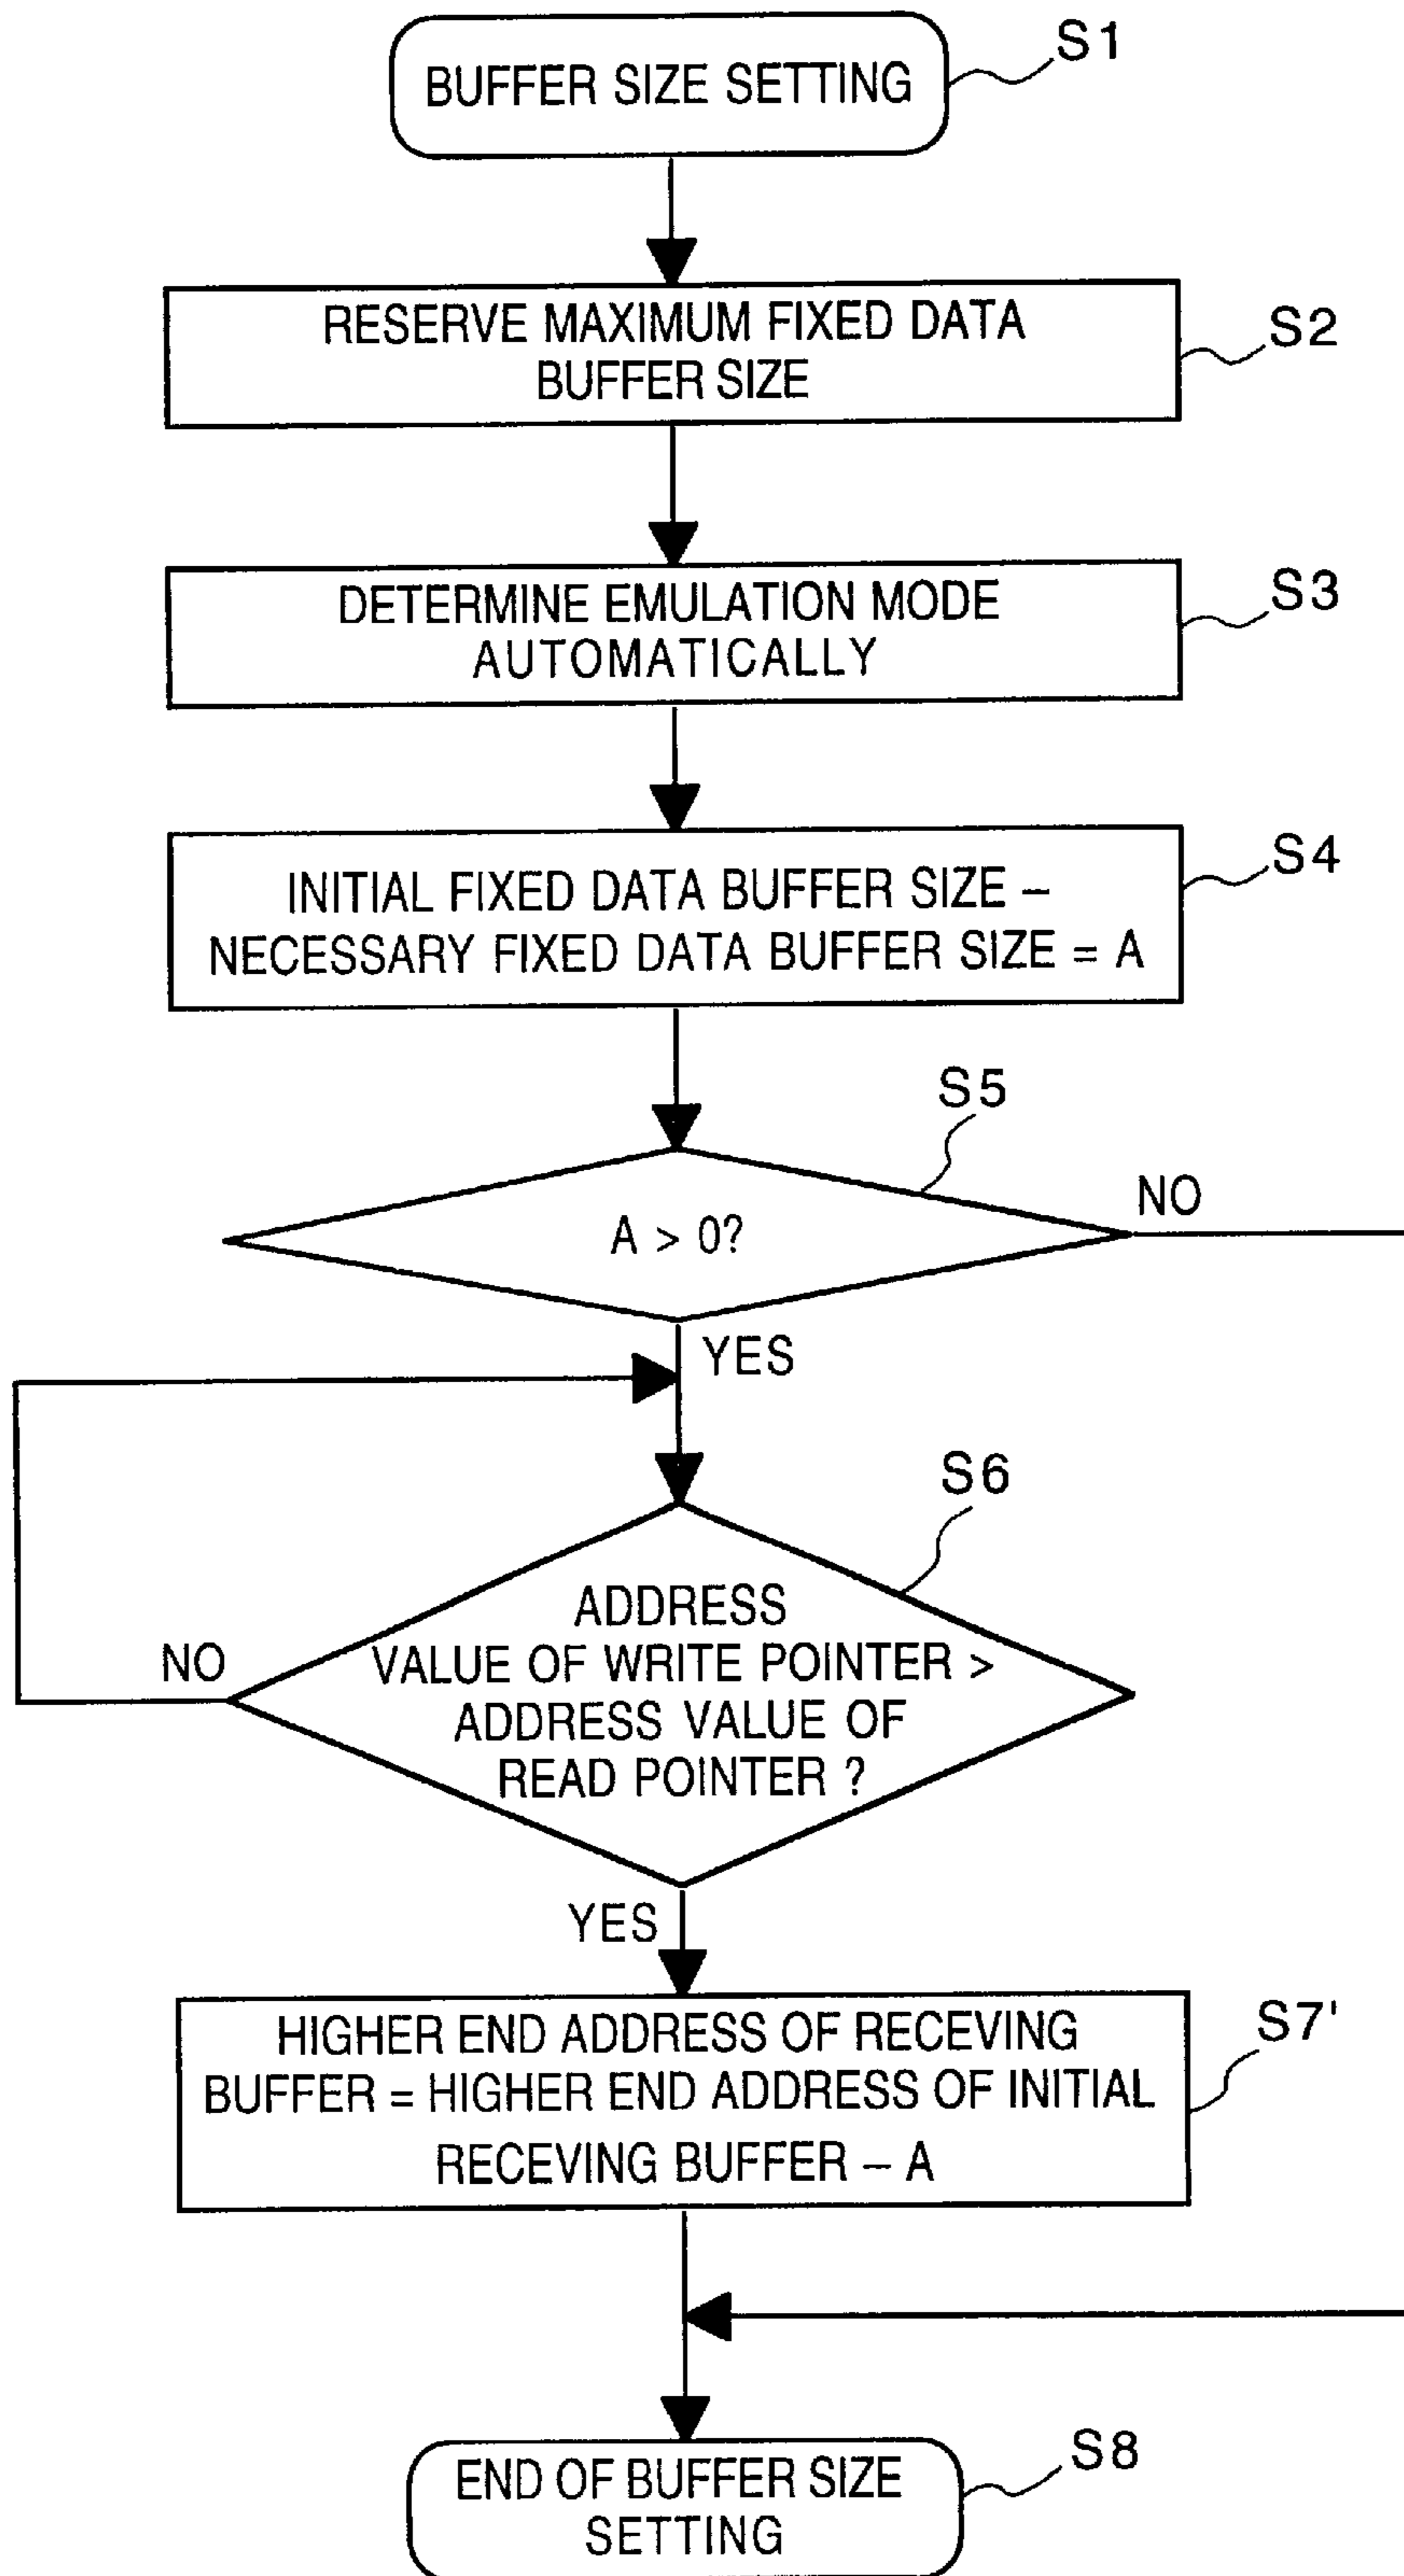 BUFFER SIZE SETTING
S1
RESERVE MAXIMUM FIXED DATA
BUFFER SIZE
S2
DETERMINE EMULATION MODE
AUTOMATICALLY
S3
INITIAL FIXED DATA BUFFER SIZE –
NECESSARY FIXED DATA BUFFER SIZE = A
S4
S5
A > 0?
NO
YES
S6
ADDRESS
VALUE OF WRITE POINTER >
ADDRESS VALUE OF
READ POINTER ?
NO
YES
HIGHER END ADDRESS OF RECEVING
BUFFER = HIGHER END ADDRESS OF INITIAL
RECEVING BUFFER – A
S7'
END OF BUFFER SIZE
SETTING
S8